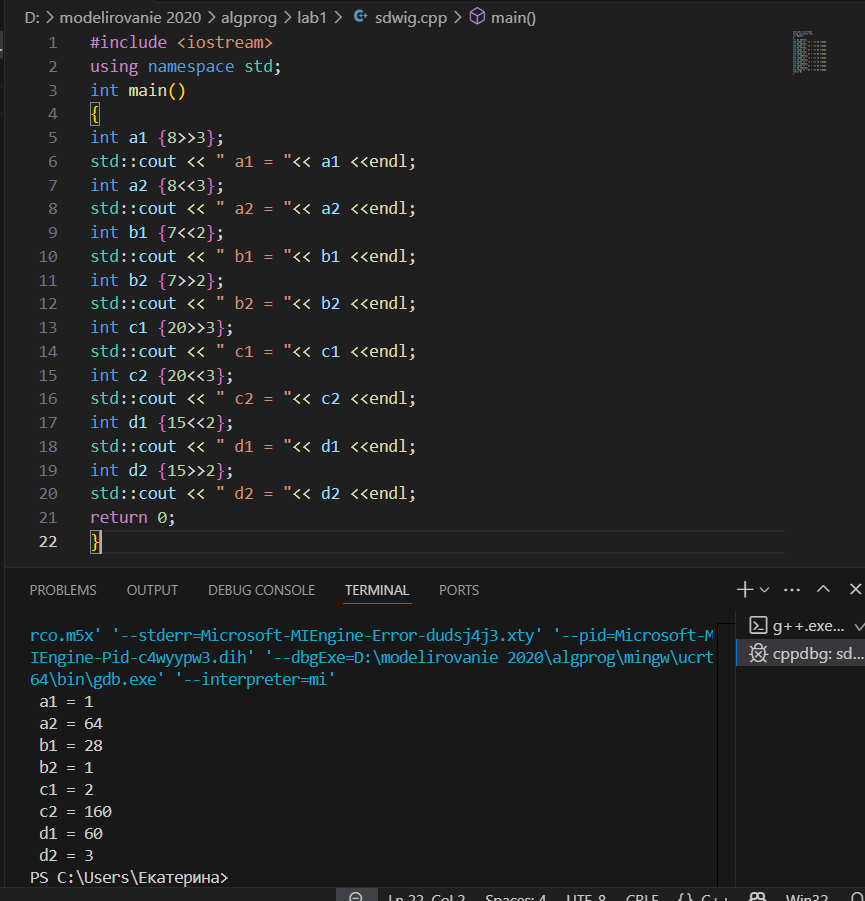 D: > modelirovanie 2020 > algprog > lab1 > sdwig.cpp > main()
1 #include <iostream>
2 using namespace std;
3 int main()
4 {
5 int a1 {8>>3};
6 std::cout << " a1 = "<< a1 <<endl;
7 int a2 {8<<3};
8 std::cout << " a2 = "<< a2 <<endl;
9 int b1 {7<<2};
10 std::cout << " b1 = "<< b1 <<endl;
11 int b2 {7>>2};
12 std::cout << " b2 = "<< b2 <<endl;
13 int c1 {20>>3};
14 std::cout << " c1 = "<< c1 <<endl;
15 int c2 {20<<3};
16 std::cout << " c2 = "<< c2 <<endl;
17 int d1 {15<<2};
18 std::cout << " d1 = "<< d1 <<endl;
19 int d2 {15>>2};
20 std::cout << " d2 = "<< d2 <<endl;
21 return 0;
22 }
PROBLEMS OUTPUT DEBUG CONSOLE TERMINAL PORTS
rco.m5x' '--stderr=Microsoft-MIEngine-Error-dudsj4j3.xty' '--pid=Microsoft-M
IEngine-Pid-c4wyypw3.dih' '--dbgExe=D:\modelirovanie 2020\algprog\mingw\ucrt
64\bin\gdb.exe' '--interpreter=mi'
a1 = 1
a2 = 64
b1 = 28
b2 = 1
c1 = 2
c2 = 160
d1 = 60
d2 = 3
PS C:\Users\Екатерина>
g++.exe...
cppdbg: sd...
Ln 22, Col 2 Spaces: 4 UTF-8 CRLF {} C++ Win32